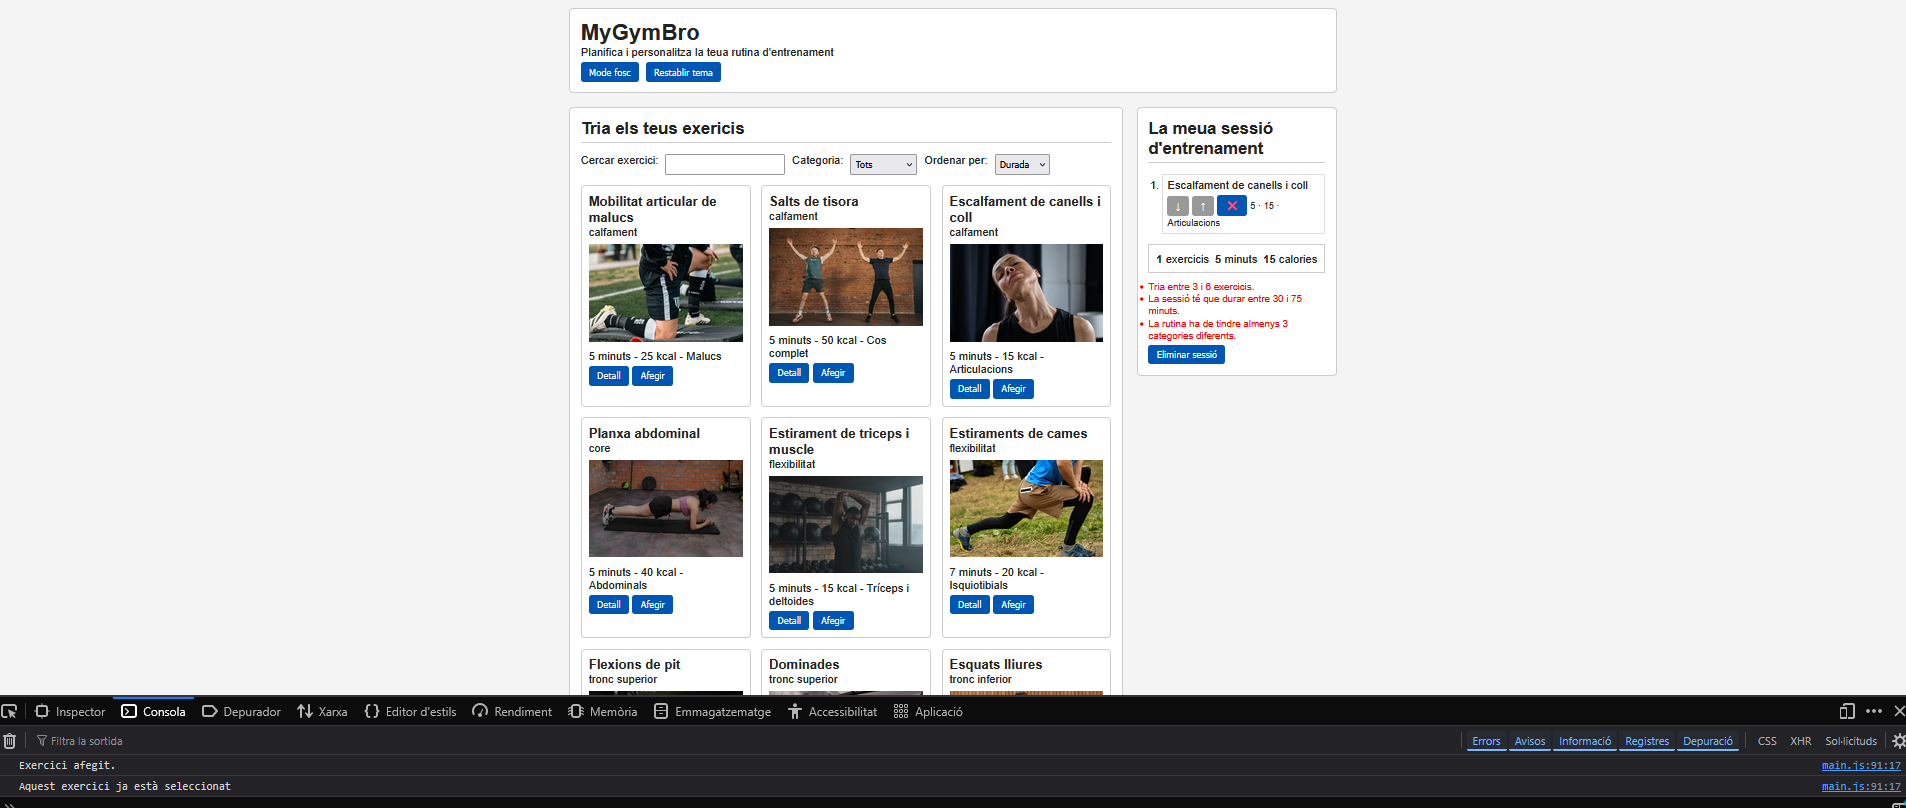 MyGymBro
Planifica i personalitza la teua rutina d'entrenament
Mode fosc
Restablir tema
Tria els teus exericis
Cercar exercici:
Categoria: Tots
Ordenar per: Durada
Mobilitat articular de
malucs
calfament
5 minuts - 25 kcal - Malucs
Detall
Afegir
Salts de tisora
calfament
5 minuts - 50 kcal - Cos
complet
Detall
Afegir
Escalfament de canells i
coll
calfament
5 minuts - 15 kcal -
Articulacions
Detall
Afegir
Planxa abdominal
core
5 minuts - 40 kcal -
Abdominals
Detall
Afegir
Estirament de triceps i
muscle
flexibilitat
5 minuts - 15 kcal - Tríceps i
deltoides
Detall
Afegir
Estiraments de cames
flexibilitat
7 minuts - 20 kcal -
Isquiotibials
Detall
Afegir
Flexions de pit
tronc superior
Dominades
tronc superior
Esquats lliures
tronc inferior
La meua sessió
d'entrenament
1. Escalfament de canells i coll
↓ ↑ ✕ 5 · 15 ·
Articulacions
1 exercicis 5 minuts 15 calories
• Tria entre 3 i 6 exercicis.
• La sessió té que durar entre 30 i 75
minuts.
• La rutina ha de tindre almenys 3
categories diferents.
Eliminar sessió
Inspector
Consola
Depurador
Xarxa
Editor d'estils
Rendiment
Memòria
Emmagatzematge
Accessibilitat
Aplicació
Filtra la sortida
Errors
Avisos
Informació
Registres
Depuració
CSS
XHR
Sol·licituds
Exercici afegit.
main.js:91:17
Aquest exercici ja està seleccionat
main.js:91:17